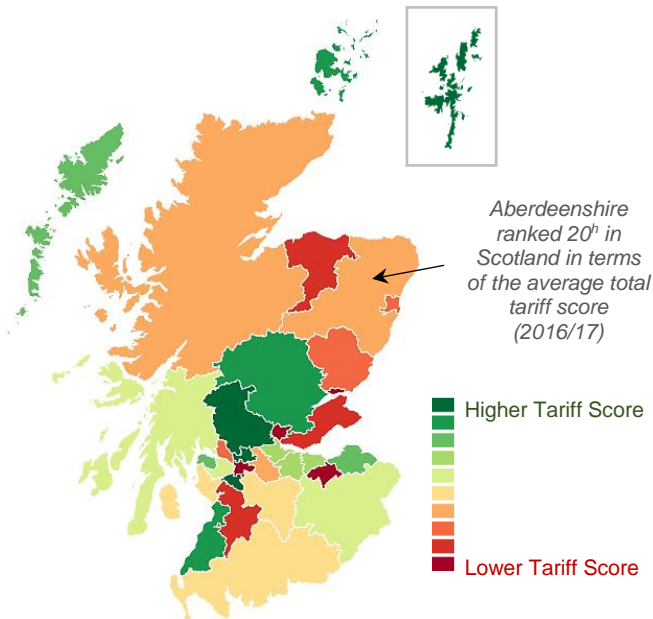 Aberdeenshire
ranked 20ʰ in
Scotland in terms
of the average total
tariff score
(2016/17)
Higher Tariff Score
Lower Tariff Score